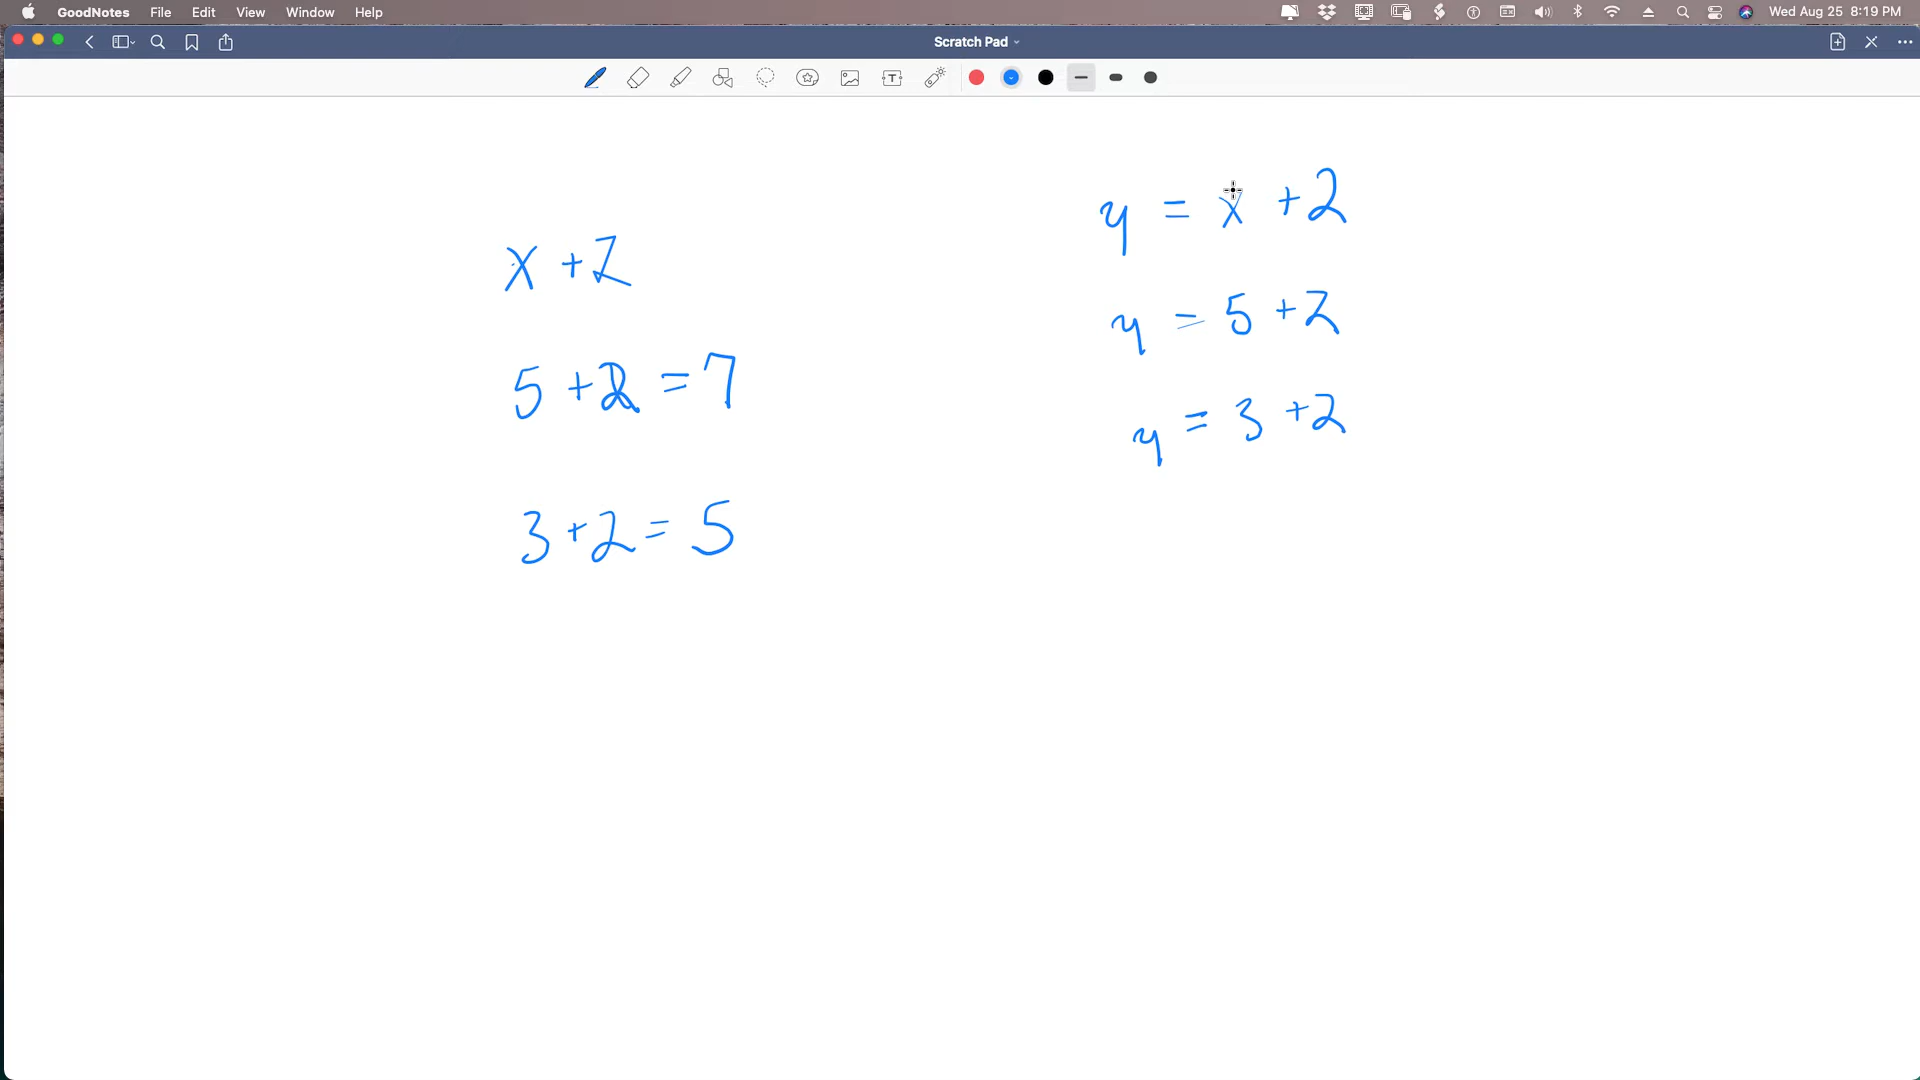 GoodNotes File Edit View Window Help Wed Aug 25 8:19 PM
Scratch Pad
T
x + 2
5 + 2 = 7
3 + 2 = 5
y = x + 2
y = 5 + 2
y = 3 + 2